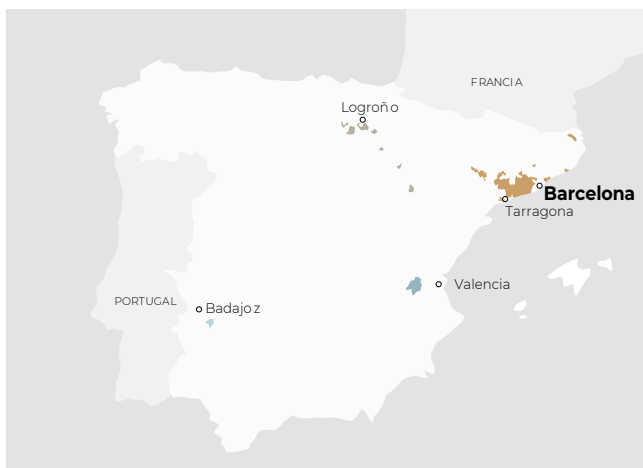 FRANCIA
Logroño
Barcelona
Tarragona
Valencia
PORTUGAL
Badajoz